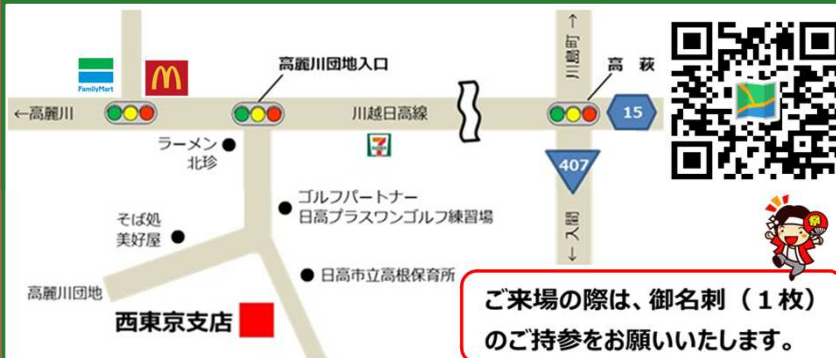 FamilyMart
高麗川団地入口
川島町→
高 萩
←高麗川
川越日高線
15
ラーメン
北珍
407
ゴルフパートナー
日高プラスワンゴルフ練習場
そば処
美好屋
←入間
日高市立高根保育所
高麗川団地
西東京支店
祭
ご来場の際は、御名刺（１枚）
のご持参をお願いいたします。